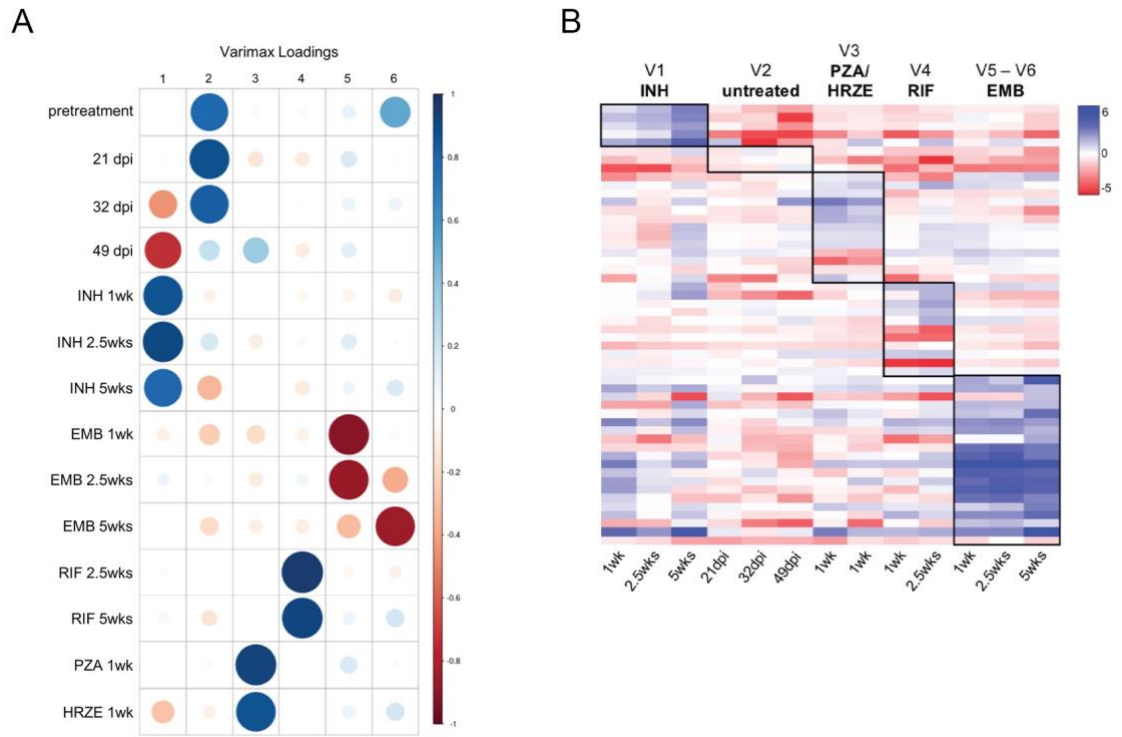 A
Varimax Loadings
1 2 3 4 5 6
pretreatment
21 dpi
32 dpi
49 dpi
INH 1wk
INH 2.5wks
INH 5wks
EMB 1wk
EMB 2.5wks
EMB 5wks
RIF 2.5wks
RIF 5wks
PZA 1wk
HRZE 1wk
1
0.8
0.6
0.4
0.2
0
-0.2
-0.4
-0.6
-0.8
-1
B
V1
INH
V2
untreated
V3
PZA/
HRZE
V4
RIF
V5 – V6
EMB
6
0
-5
1wk 2.5wks 5wks 21dpi 32dpi 49dpi 1wk 1wk 1wk 2.5wks 1wk 2.5wks 5wks